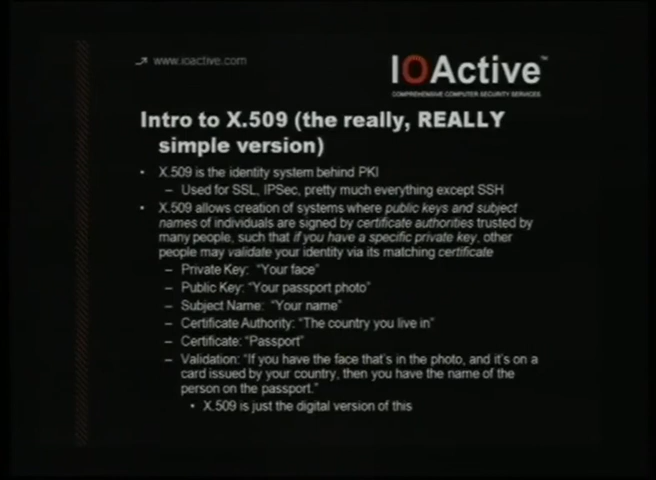 www.ioactive.com
IOActive™
COMPREHENSIVE COMPUTER SECURITY SERVICES
Intro to X.509 (the really, REALLY
simple version)
• X.509 is the identity system behind PKI
– Used for SSL, IPSec, pretty much everything except SSH
• X.509 allows creation of systems where public keys and subject
names of individuals are signed by certificate authorities trusted by
many people, such that if you have a specific private key, other
people may validate your identity via its matching certificate
– Private Key: "Your face"
– Public Key: "Your passport photo"
– Subject Name: "Your name"
– Certificate Authority: "The country you live in"
– Certificate: "Passport"
– Validation: "If you have the face that's in the photo, and it's on a
card issued by your country, then you have the name of the
person on the passport."
• X.509 is just the digital version of this